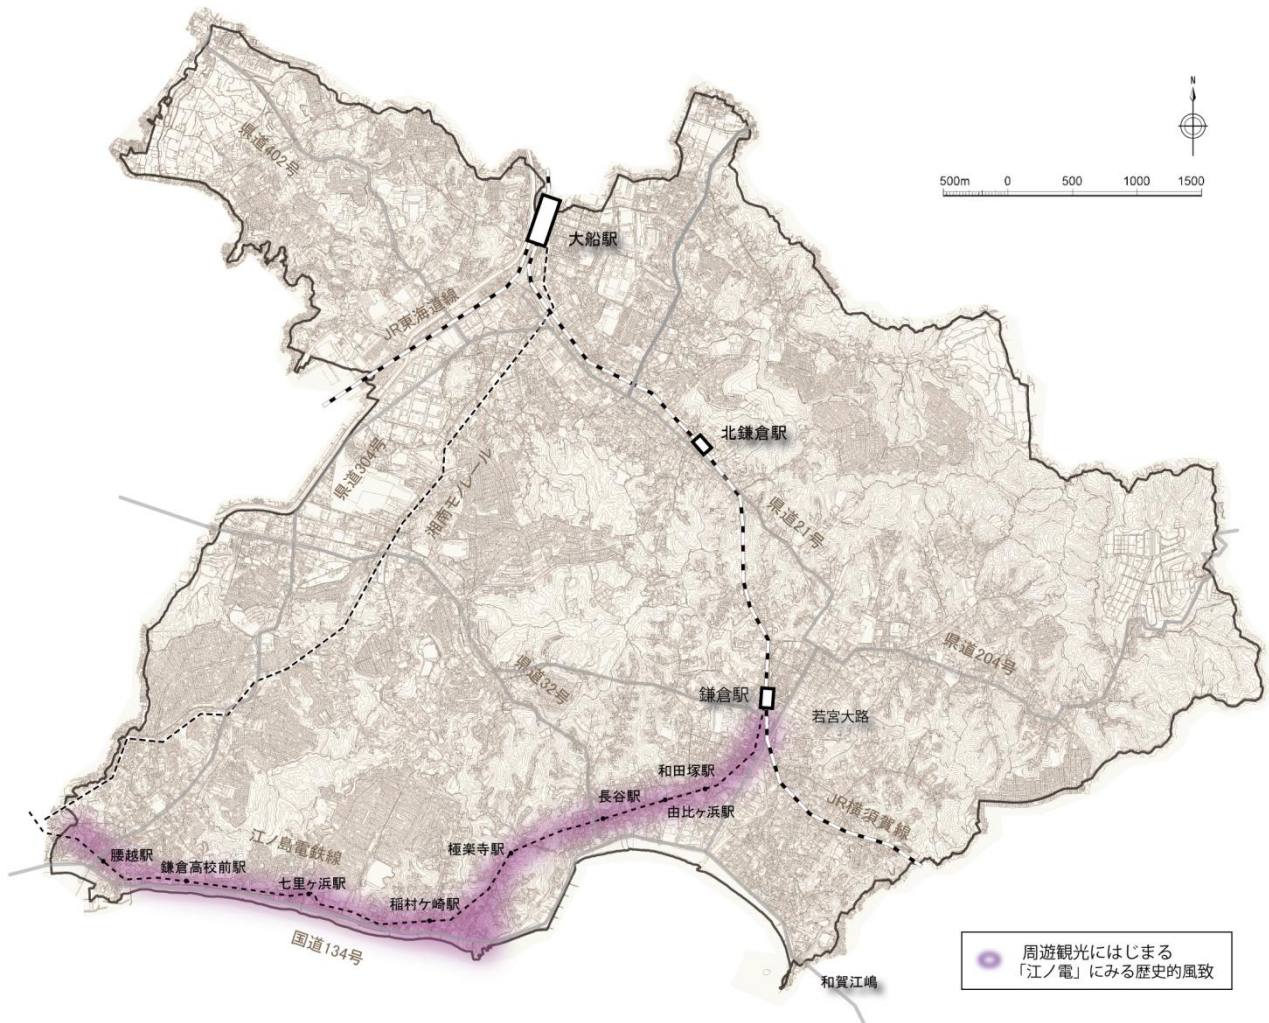 N
500m 0 500 1000 1500
県道402号
大船駅
JR東海道線
北鎌倉駅
県道304号
湘南モノレール
県道21号
県道32号
県道204号
鎌倉駅
若宮大路
和田塚駅
長谷駅
由比ヶ浜駅
JR横須賀線
江ノ島電鉄線
極楽寺駅
腰越駅
鎌倉高校前駅
七里ヶ浜駅
稲村ケ崎駅
国道134号
和賀江嶋
周遊観光にはじまる
「江ノ電」にみる歴史的風致